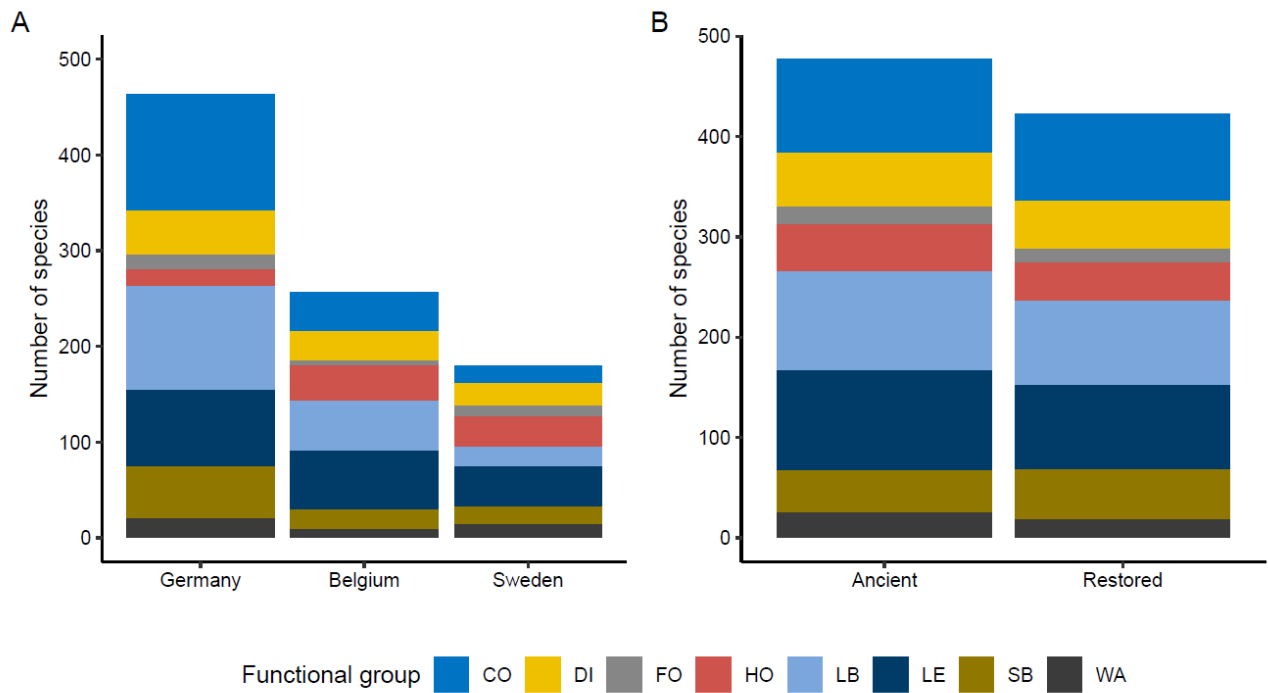 A
Number of species
500
400
300
200
100
0
Germany Belgium Sweden
B
Number of species
500
400
300
200
100
0
Ancient Restored
Functional group CO DI FO HO LB LE SB WA